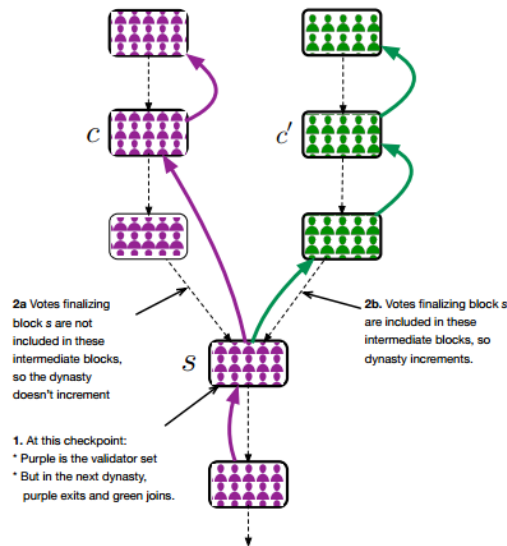 c
c′
2a Votes finalizing
block s are not
included in these
intermediate blocks,
so the dynasty
doesn't increment
2b. Votes finalizing block s
are included in these
intermediate blocks, so
dynasty increments.
s
1. At this checkpoint:
* Purple is the validator set
* But in the next dynasty,
purple exits and green joins.